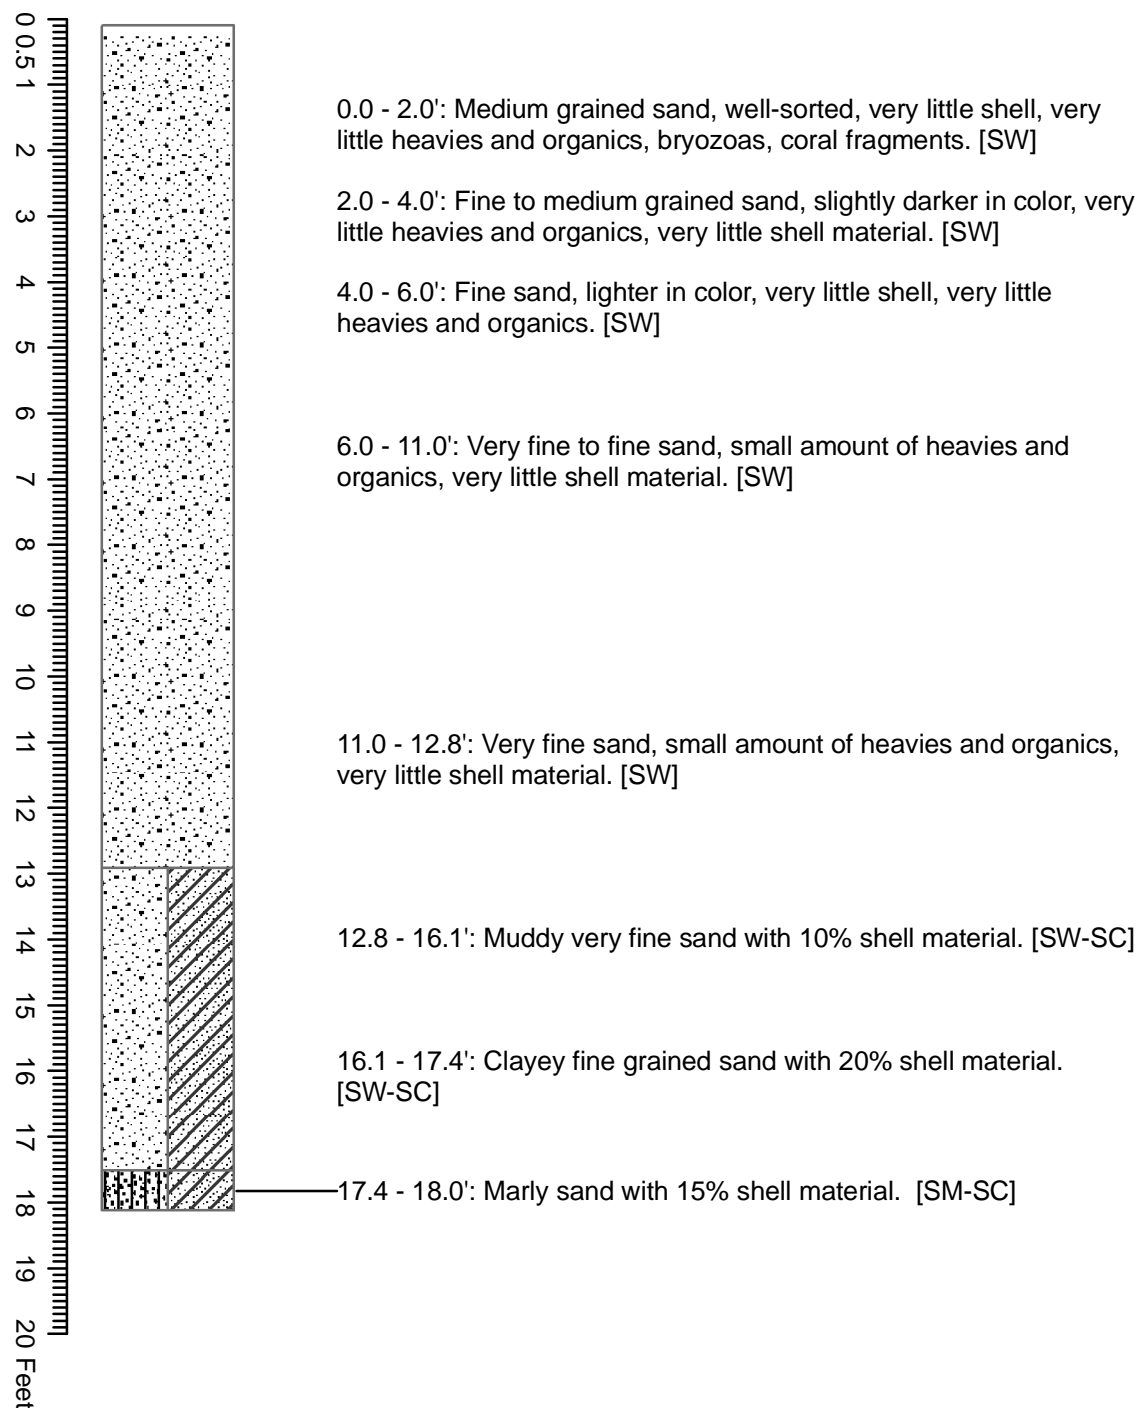 0 0.5 1 2 3 4 5 6 7 8 9 10 11 12 13 14 15 16 17 18 19 20 Feet
0.0 - 2.0': Medium grained sand, well-sorted, very little shell, very
little heavies and organics, bryozoas, coral fragments. [SW]
2.0 - 4.0': Fine to medium grained sand, slightly darker in color, very
little heavies and organics, very little shell material. [SW]
4.0 - 6.0': Fine sand, lighter in color, very little shell, very little
heavies and organics. [SW]
6.0 - 11.0': Very fine to fine sand, small amount of heavies and
organics, very little shell material. [SW]
11.0 - 12.8': Very fine sand, small amount of heavies and organics,
very little shell material. [SW]
12.8 - 16.1': Muddy very fine sand with 10% shell material. [SW-SC]
16.1 - 17.4': Clayey fine grained sand with 20% shell material.
[SW-SC]
17.4 - 18.0': Marly sand with 15% shell material. [SM-SC]